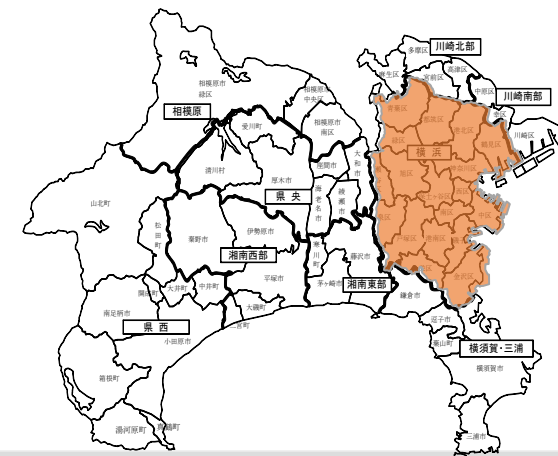 川崎北部
多摩区
麻生区
高津区
宮前区
中原区
川崎南部
幸区
川崎区
相模原市
緑区
相模原市
中央区
相模原
相模原市
南区
愛川町
青葉区
都筑区
港北区
鶴見区
緑区
横浜
神奈川区
旭区
座間市
大和市
清川村
厚木市
県央
海老名市
綾瀬市
山北町
松田町
秦野市
伊勢原市
湘南西部
寒川町
藤沢市
保土ケ谷区
西区
南区
中区
戸塚区
港南区
金沢区
平塚市
茅ヶ崎市
湘南東部
鎌倉市
開成町
大井町
中井町
大磯町
二宮町
南足柄市
県西
小田原市
逗子市
葉山町
横須賀・三浦
横須賀市
箱根町
湯河原町
真鶴町
三浦市